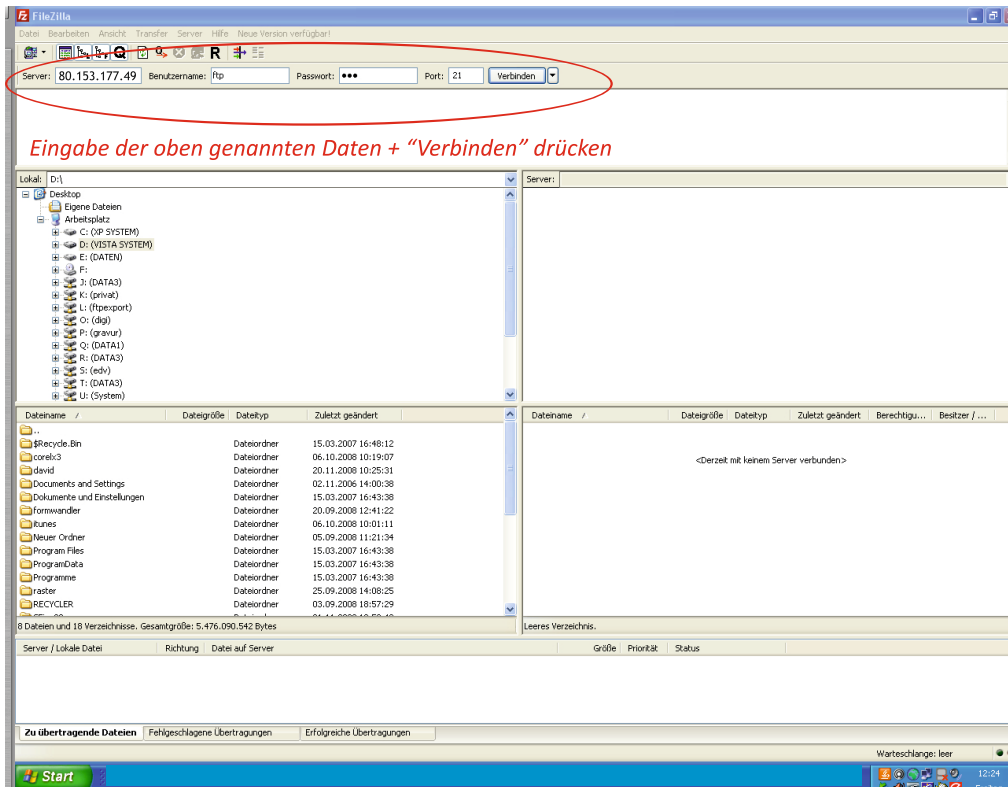 FileZilla
Datei Bearbeiten Ansicht Transfer Server Hilfe Neue Version verfügbar!
Server: 80.153.177.49 Benutzername: ftp Passwort: ●●● Port: 21 Verbinden
Eingabe der oben genannten Daten + “Verbinden” drücken
Lokal: D:\
Server:
Desktop
Eigene Dateien
Arbeitsplatz
C: (XP SYSTEM)
D: (VISTA SYSTEM)
E: (DATEN)
F:
J: (DATA3)
K: (privat)
L: (ftpexport)
O: (digi)
P: (gravur)
Q: (DATA1)
R: (DATA3)
S: (edv)
T: (DATA3)
U: (System)
Dateiname / Dateigröße Dateityp Zuletzt geändert
..
$Recycle.Bin Dateiordner 15.03.2007 16:48:12
corelx3 Dateiordner 06.10.2008 10:19:07
david Dateiordner 20.11.2008 10:25:31
Documents and Settings Dateiordner 02.11.2006 14:00:38
Dokumente und Einstellungen Dateiordner 15.03.2007 16:43:38
formwandler Dateiordner 20.09.2008 12:41:22
itunes Dateiordner 06.10.2008 10:01:11
Neuer Ordner Dateiordner 05.09.2008 11:21:34
Program Files Dateiordner 15.03.2007 16:43:38
ProgramData Dateiordner 15.03.2007 16:43:38
Programme Dateiordner 15.03.2007 16:43:38
raster Dateiordner 25.09.2008 14:08:25
RECYCLER Dateiordner 03.09.2008 18:57:29
8 Dateien und 18 Verzeichnisse. Gesamtgröße: 5.476.090.542 Bytes
Dateiname / Dateigröße Dateityp Zuletzt geändert Berechtigu... Besitzer / ...
<Derzeit mit keinem Server verbunden>
Leeres Verzeichnis.
Server / Lokale Datei Richtung Datei auf Server Größe Priorität Status
Zu übertragende Dateien Fehlgeschlagene Übertragungen Erfolgreiche Übertragungen
Warteschlange: leer
Start
12:24